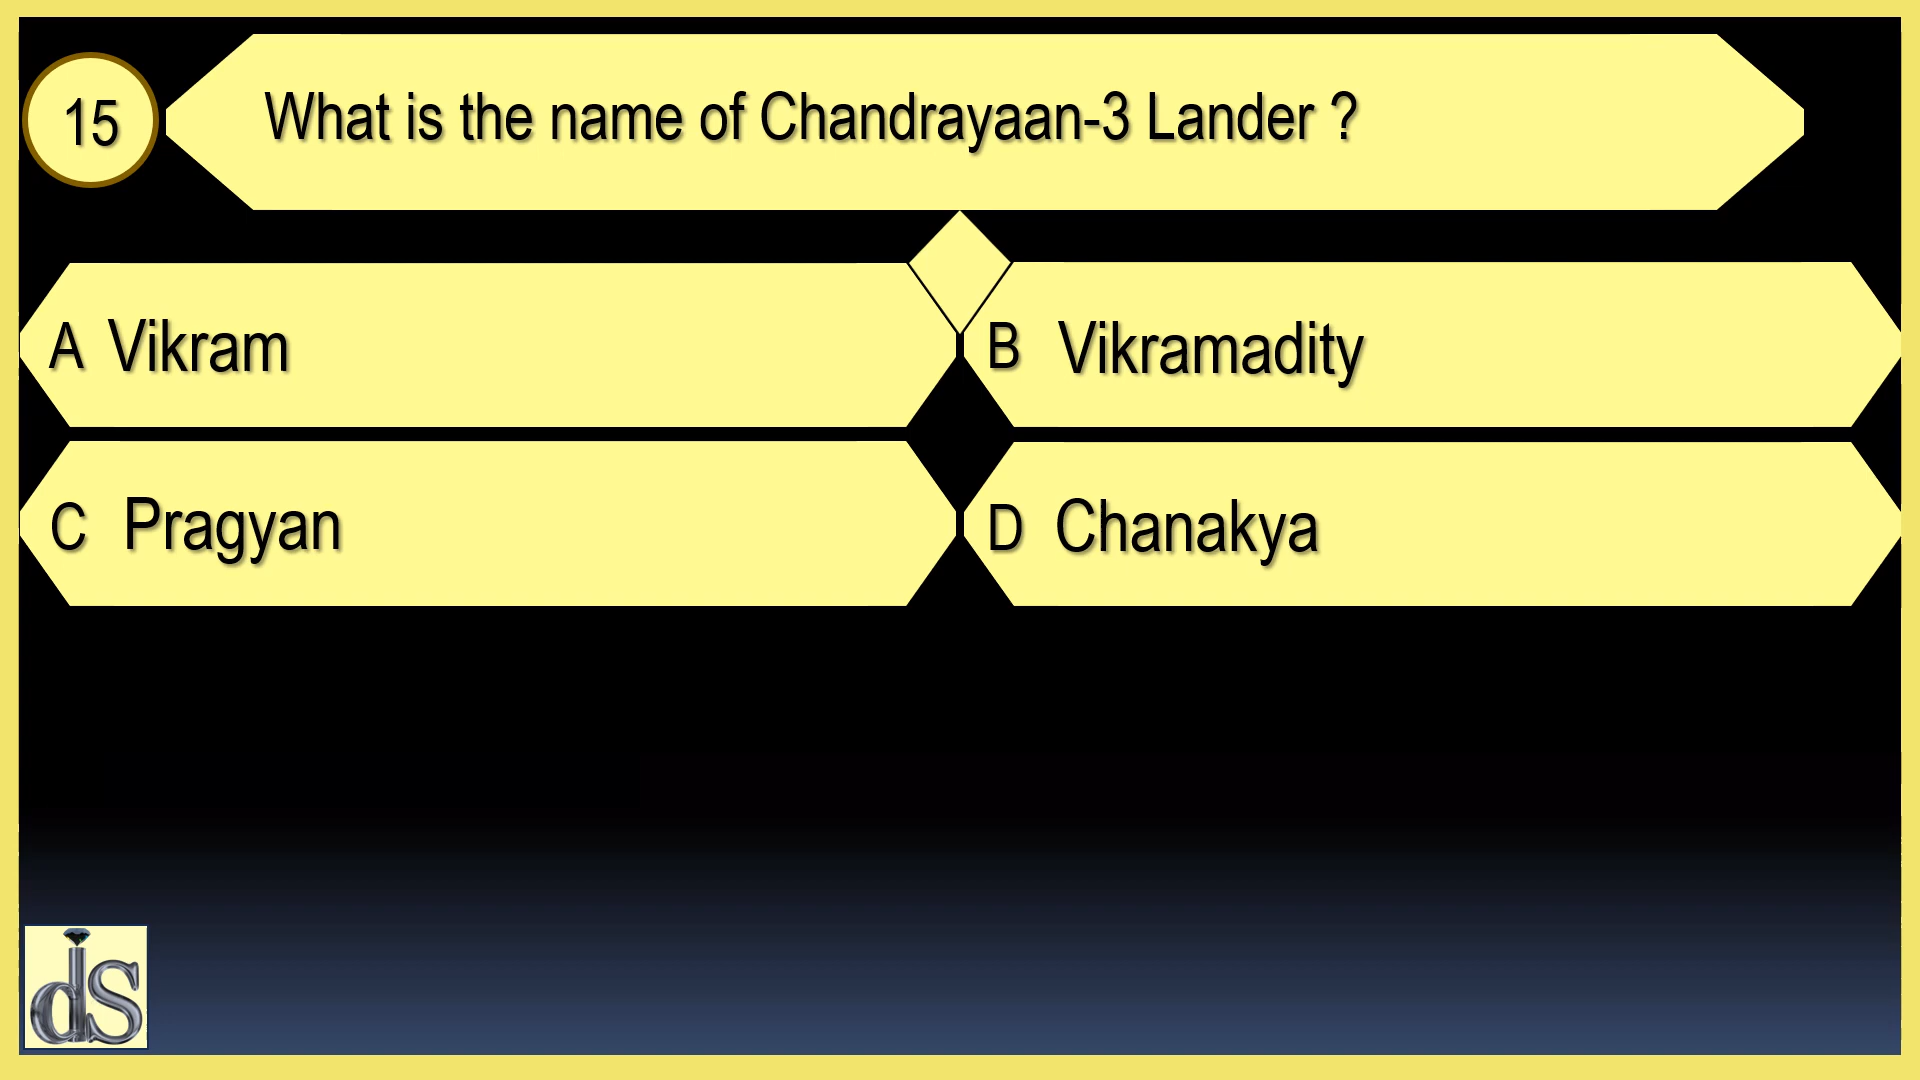 15
What is the name of Chandrayaan-3 Lander ?
A Vikram
B Vikramadity
C Pragyan
D Chanakya
ds